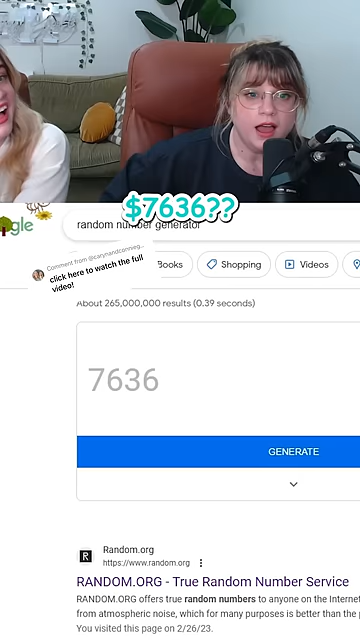 $7636??
gle
random number generator
Comment from @carynandconnieg...
click here to watch the full
video!
Books
Shopping
Videos
About 265,000,000 results (0.39 seconds)
7636
GENERATE
Random.org
https://www.random.org
RANDOM.ORG - True Random Number Service
RANDOM.ORG offers true random numbers to anyone on the Internet
from atmospheric noise, which for many purposes is better than the
You visited this page on 2/26/23.